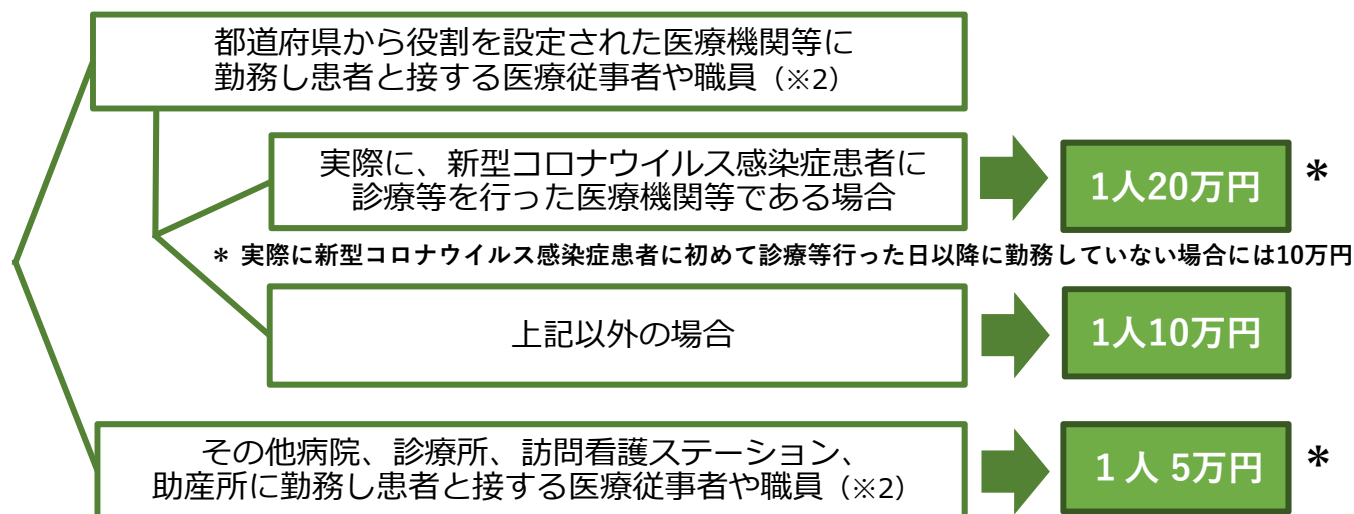 都道府県から役割を設定された医療機関等に
勤務し患者と接する医療従事者や職員（※2）
実際に、新型コロナウイルス感染症患者に
診療等を行った医療機関等である場合
1人20万円 *
* 実際に新型コロナウイルス感染症患者に初めて診療等行った日以降に勤務していない場合には10万円
上記以外の場合
1人10万円
その他病院、診療所、訪問看護ステーション、
助産所に勤務し患者と接する医療従事者や職員（※2）
1人 5万円 *